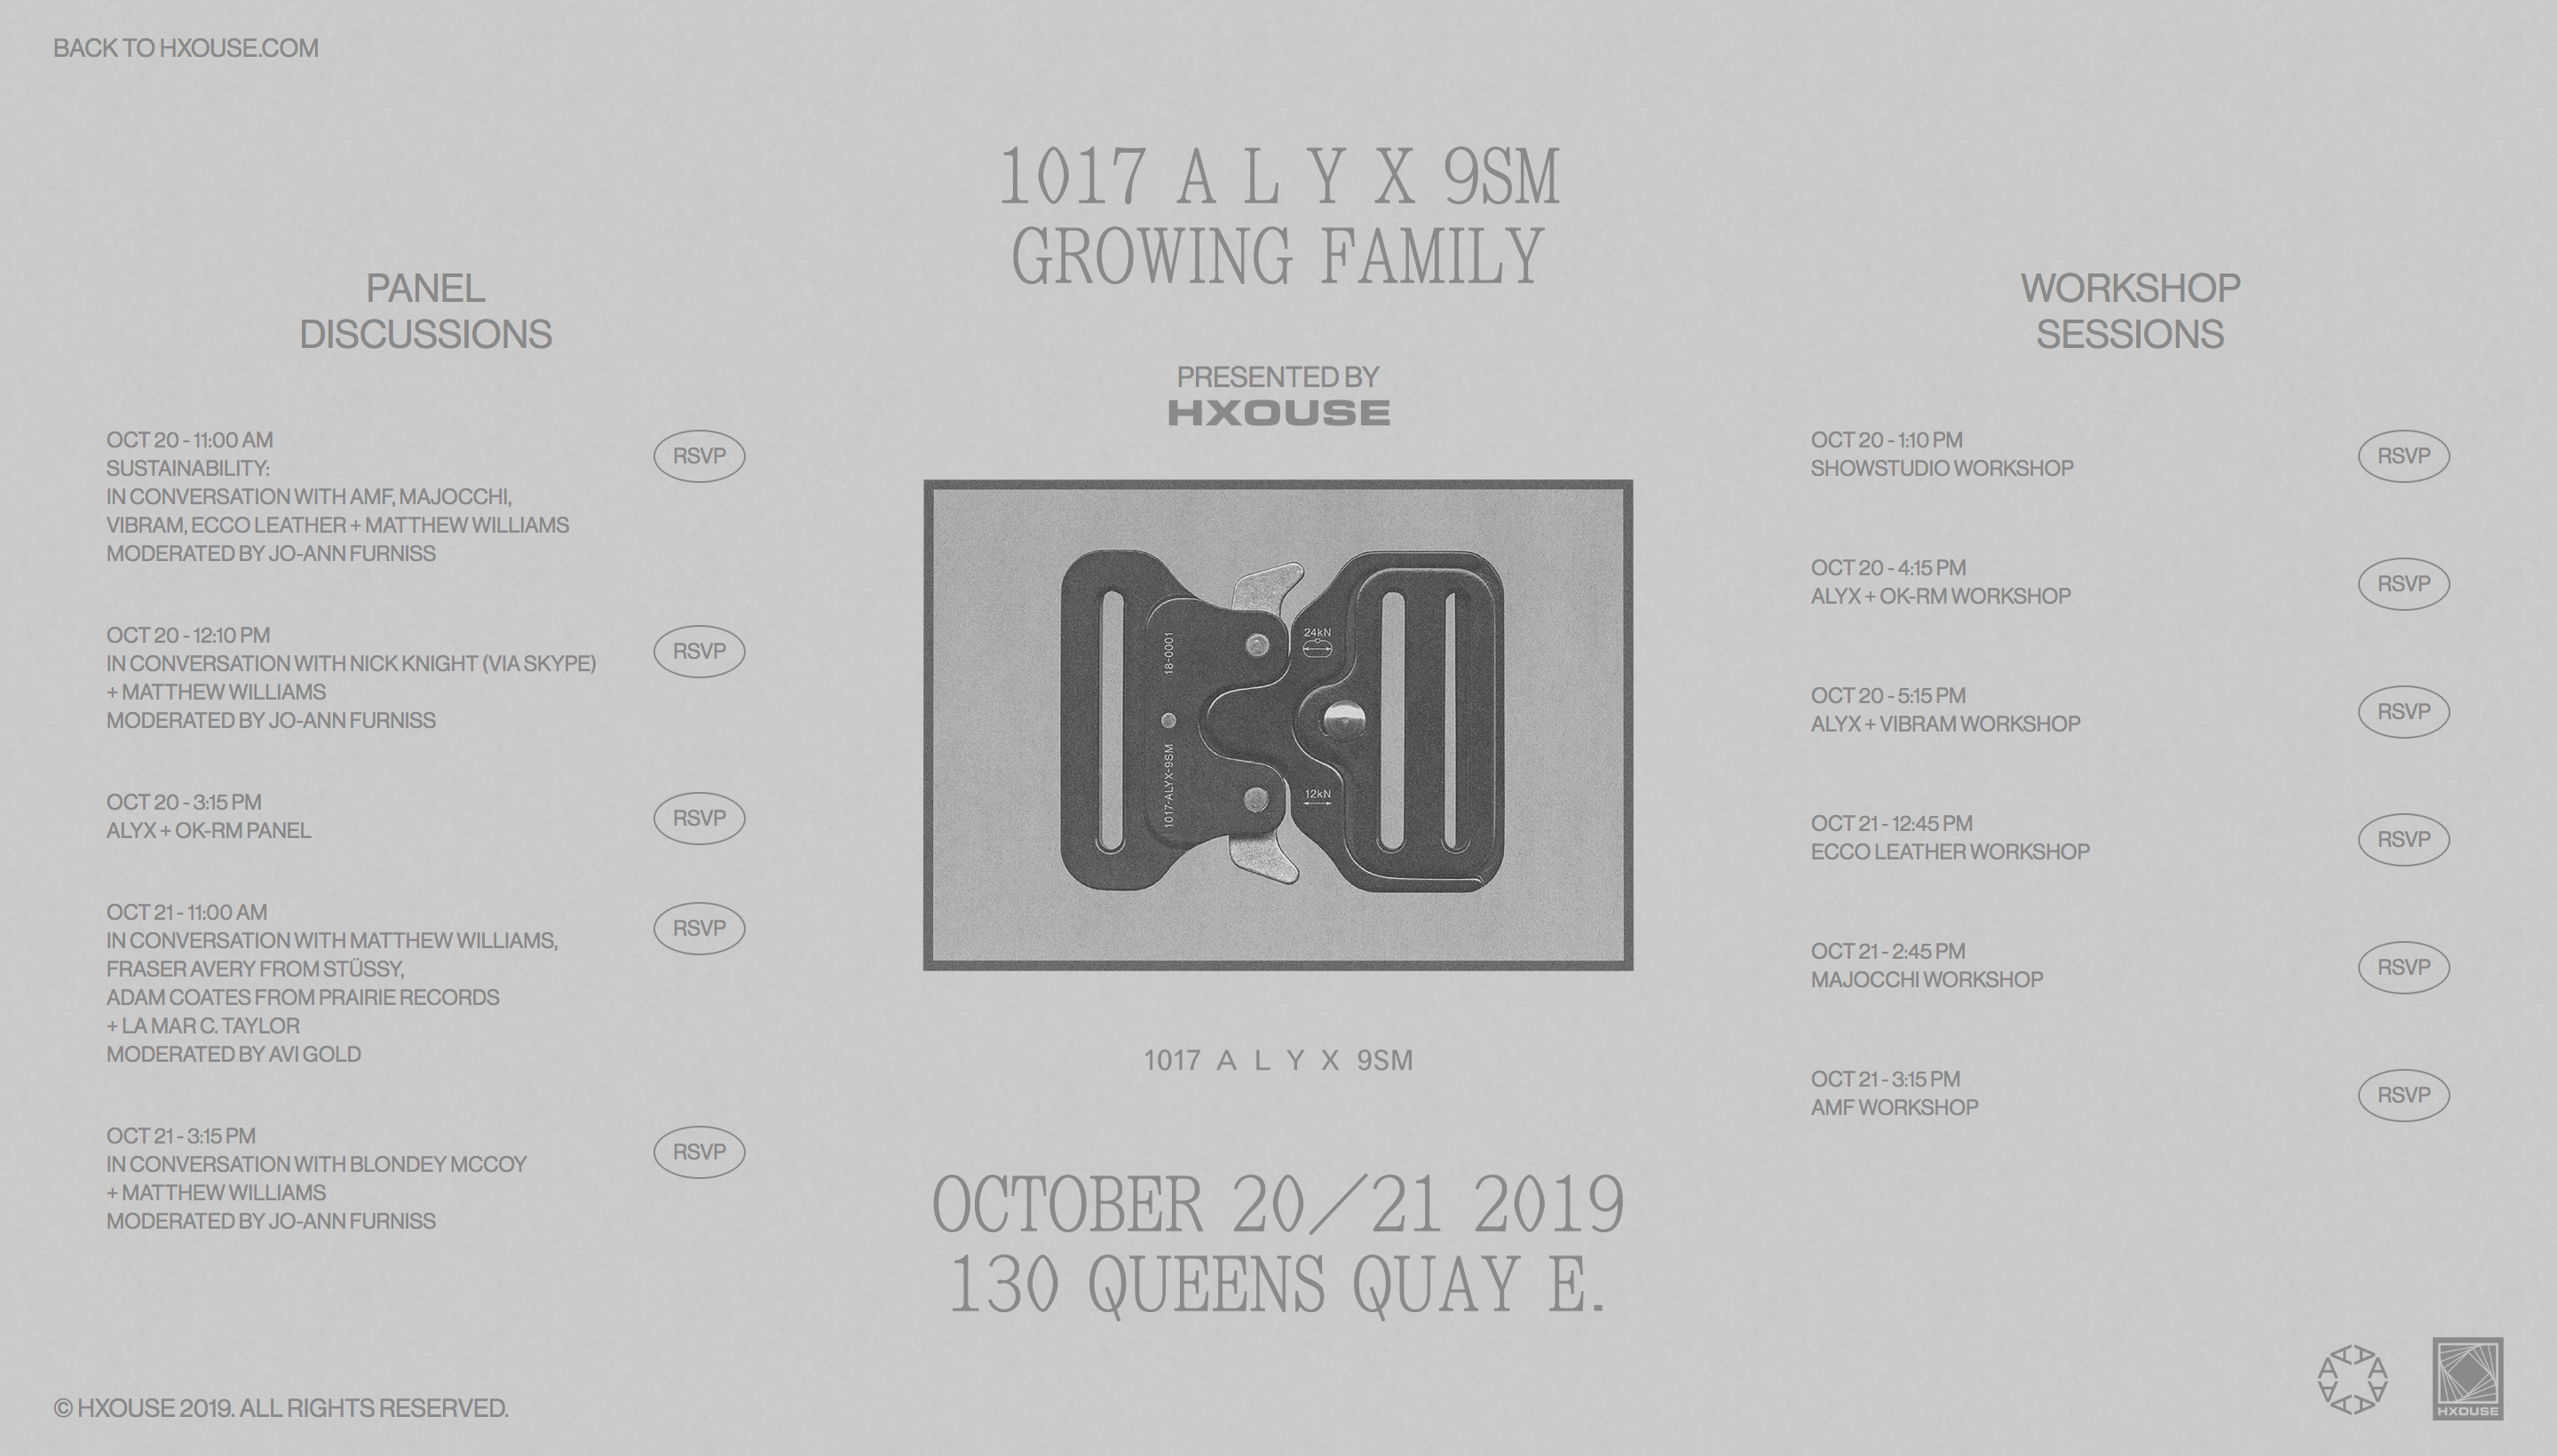 BACK TO HXOUSE.COM
1017 A L Y X 9SM
GROWING FAMILY
PRESENTED BY
HXOUSE
PANEL
DISCUSSIONS
OCT 20 - 11:00 AM
SUSTAINABILITY:
IN CONVERSATION WITH AMF, MAJOCCHI,
VIBRAM, ECCO LEATHER + MATTHEW WILLIAMS
MODERATED BY JO-ANN FURNISS
RSVP
OCT 20 - 12:10 PM
IN CONVERSATION WITH NICK KNIGHT (VIA SKYPE)
+ MATTHEW WILLIAMS
MODERATED BY JO-ANN FURNISS
RSVP
OCT 20 - 3:15 PM
ALYX + OK-RM PANEL
RSVP
OCT 21 - 11:00 AM
IN CONVERSATION WITH MATTHEW WILLIAMS,
FRASER AVERY FROM STÜSSY,
ADAM COATES FROM PRAIRIE RECORDS
+ LA MAR C. TAYLOR
MODERATED BY AVI GOLD
RSVP
OCT 21 - 3:15 PM
IN CONVERSATION WITH BLONDEY MCCOY
+ MATTHEW WILLIAMS
MODERATED BY JO-ANN FURNISS
RSVP
18-0001
1017-ALYX-9SM
24kN
12kN
1017 A L Y X 9SM
OCTOBER 20/21 2019
130 QUEENS QUAY E.
WORKSHOP
SESSIONS
OCT 20 - 1:10 PM
SHOWSTUDIO WORKSHOP
RSVP
OCT 20 - 4:15 PM
ALYX + OK-RM WORKSHOP
RSVP
OCT 20 - 5:15 PM
ALYX + VIBRAM WORKSHOP
RSVP
OCT 21 - 12:45 PM
ECCO LEATHER WORKSHOP
RSVP
OCT 21 - 2:45 PM
MAJOCCHI WORKSHOP
RSVP
OCT 21 - 3:15 PM
AMF WORKSHOP
RSVP
© HXOUSE 2019. ALL RIGHTS RESERVED.
A A A A A A A A
HXOUSE